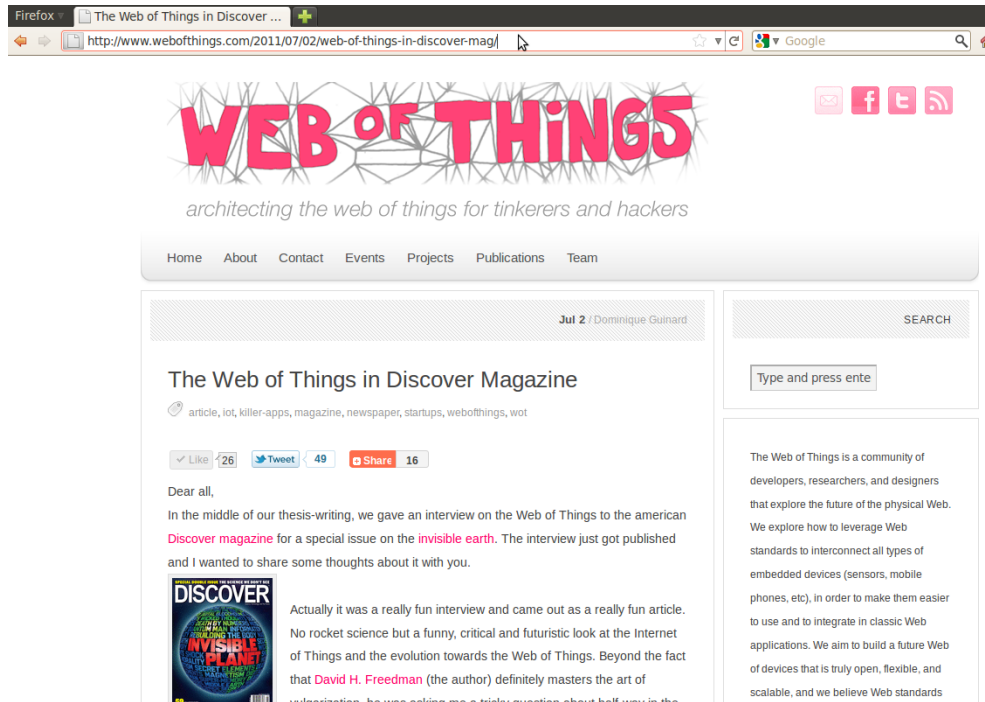 Firefox
The Web of Things in Discover ...
http://www.webofthings.com/2011/07/02/web-of-things-in-discover-mag/
Google
WEB OF THiNGS
architecting the web of things for tinkerers and hackers
Home About Contact Events Projects Publications Team
Jul 2 / Dominique Guinard
The Web of Things in Discover Magazine
article, iot, killer-apps, magazine, newspaper, startups, webofthings, wot
Like 26 Tweet 49 Share 16
Dear all,
In the middle of our thesis-writing, we gave an interview on the Web of Things to the american
Discover magazine for a special issue on the invisible earth. The interview just got published
and I wanted to share some thoughts about it with you.
DISCOVER
INVISIBLE
PLANET
Actually it was a really fun interview and came out as a really fun article.
No rocket science but a funny, critical and futuristic look at the Internet
of Things and the evolution towards the Web of Things. Beyond the fact
that David H. Freedman (the author) definitely masters the art of
SEARCH
Type and press ente
The Web of Things is a community of
developers, researchers, and designers
that explore the future of the physical Web.
We explore how to leverage Web
standards to interconnect all types of
embedded devices (sensors, mobile
phones, etc), in order to make them easier
to use and to integrate in classic Web
applications. We aim to build a future Web
of devices that is truly open, flexible, and
scalable, and we believe Web standards